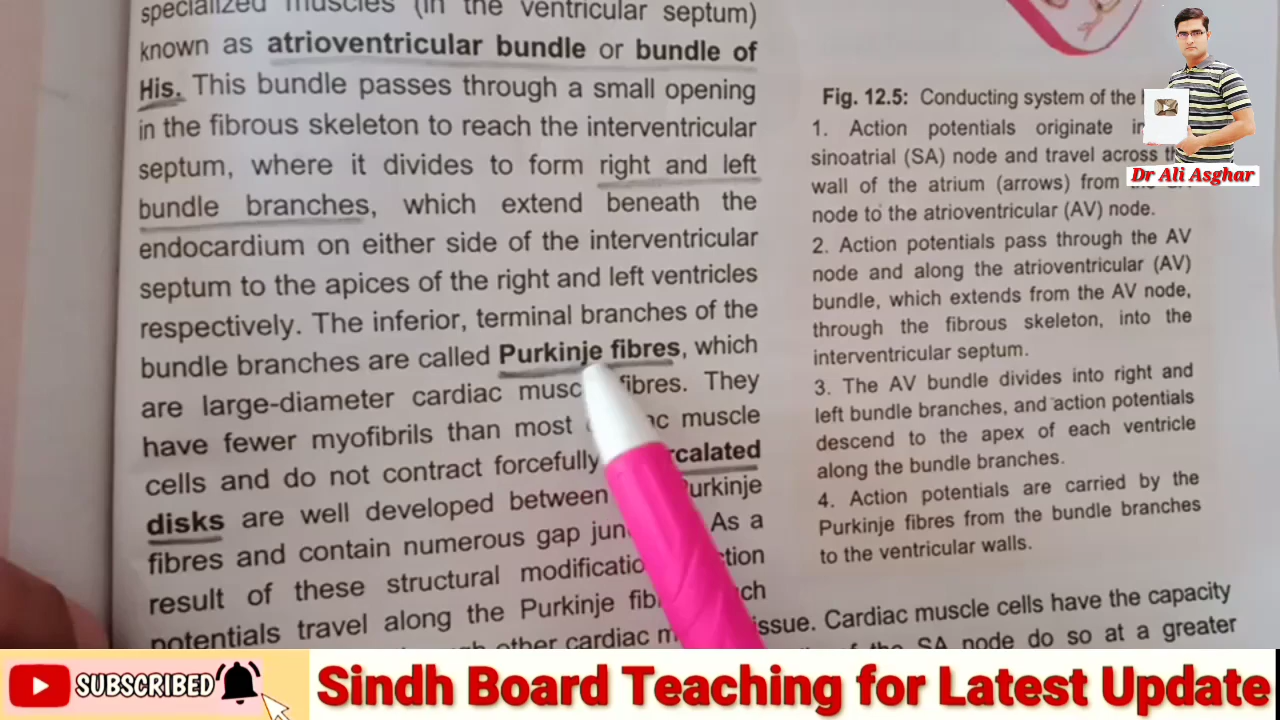 specialized muscles (in the ventricular septum)
known as atrioventricular bundle or bundle of
His. This bundle passes through a small opening
in the fibrous skeleton to reach the interventricular
septum, where it divides to form right and left
bundle branches, which extend beneath the
endocardium on either side of the interventricular
septum to the apices of the right and left ventricles
respectively. The inferior, terminal branches of the
bundle branches are called Purkinje fibres, which
are large-diameter cardiac fibres. They
have fewer myofibrils than most muscle
cells and do not contract forcefully
disks are well developed between Purkinje
fibres and contain numerous gap As a
result of these structural
potentials travel along the Purkinje
other cardiac
Fig. 12.5: Conducting system of the
1. Action potentials originate
sinoatrial (SA) node and travel across
wall of the atrium (arrows) from
node to the atrioventricular (AV) node.
2. Action potentials pass through the AV
node and along the atrioventricular (AV)
bundle, which extends from the AV node,
through the fibrous skeleton, into the
interventricular septum.
3. The AV bundle divides into right and
left bundle branches, and action potentials
descend to the apex of each ventricle
along the bundle branches.
4. Action potentials are carried by the
Purkinje fibres from the bundle branches
to the ventricular walls.
Cardiac muscle cells have the capacity
of the SA node do so at a greater
Dr Ali Asghar
SUBSCRIBED
Sindh Board Teaching for Latest Update